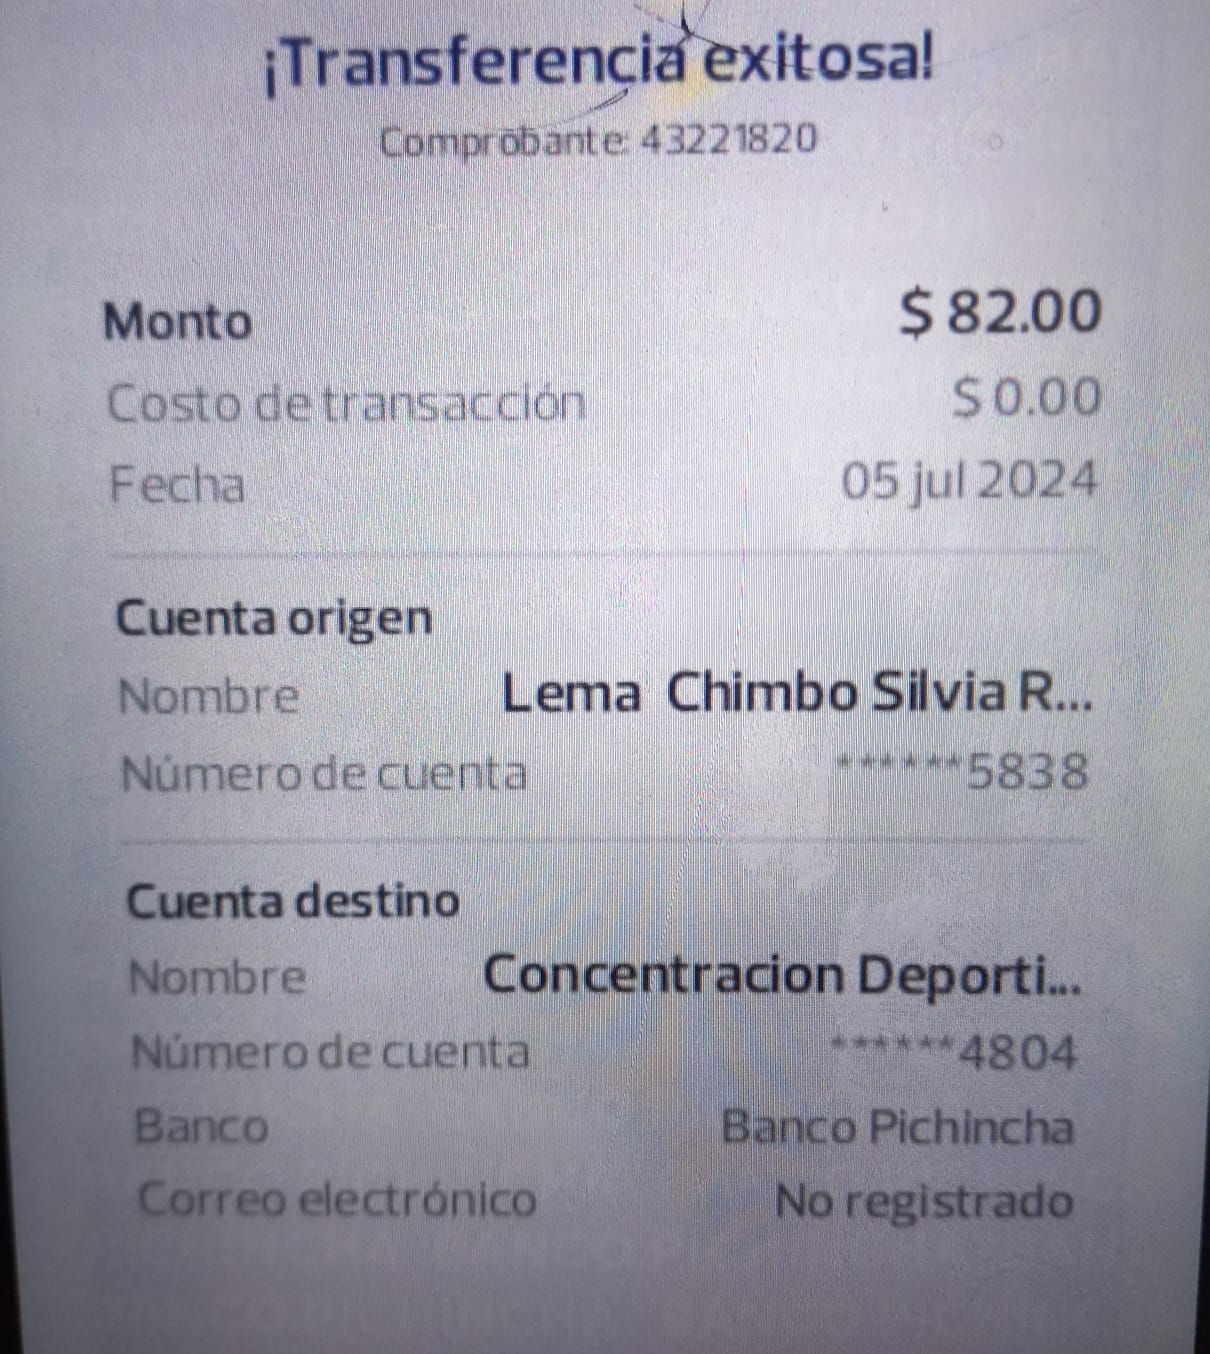 ¡Transferencia exitosa!
Comprobante: 43221820
Monto $ 82.00
Costo de transacción $ 0.00
Fecha 05 jul 2024
Cuenta origen
Nombre Lema Chimbo Silvia R...
Número de cuenta ******5838
Cuenta destino
Nombre Concentracion Deporti...
Número de cuenta ******4804
Banco Banco Pichincha
Correo electrónico No registrado